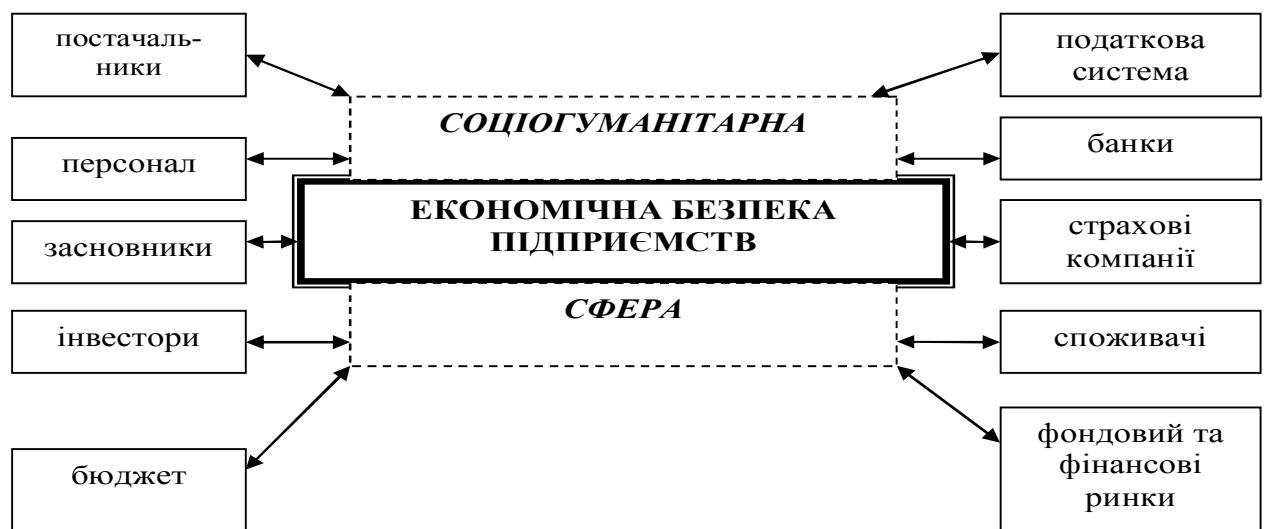 постачаль-
ники
персонал
засновники
інвестори
бюджет
СОЦІОГУМАНІТАРНА
ЕКОНОМІЧНА БЕЗПЕКА
ПІДПРИЄМСТВ
СФЕРА
податкова
система
банки
страхові
компанії
споживачі
фондовий та
фінансові
ринки